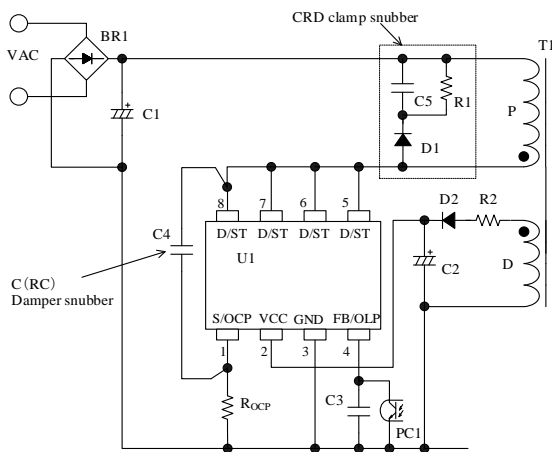 CRD clamp snubber
BR1
T1
VAC
C1
C5
R1
P
D1
8
7
6
5
D2
R2
C4
D/ST
D/ST
D/ST
D/ST
U1
C2
D
C(RC)
Damper snubber
S/OCP
VCC
GND
FB/OLP
1
2
3
4
ROCP
C3
PC1